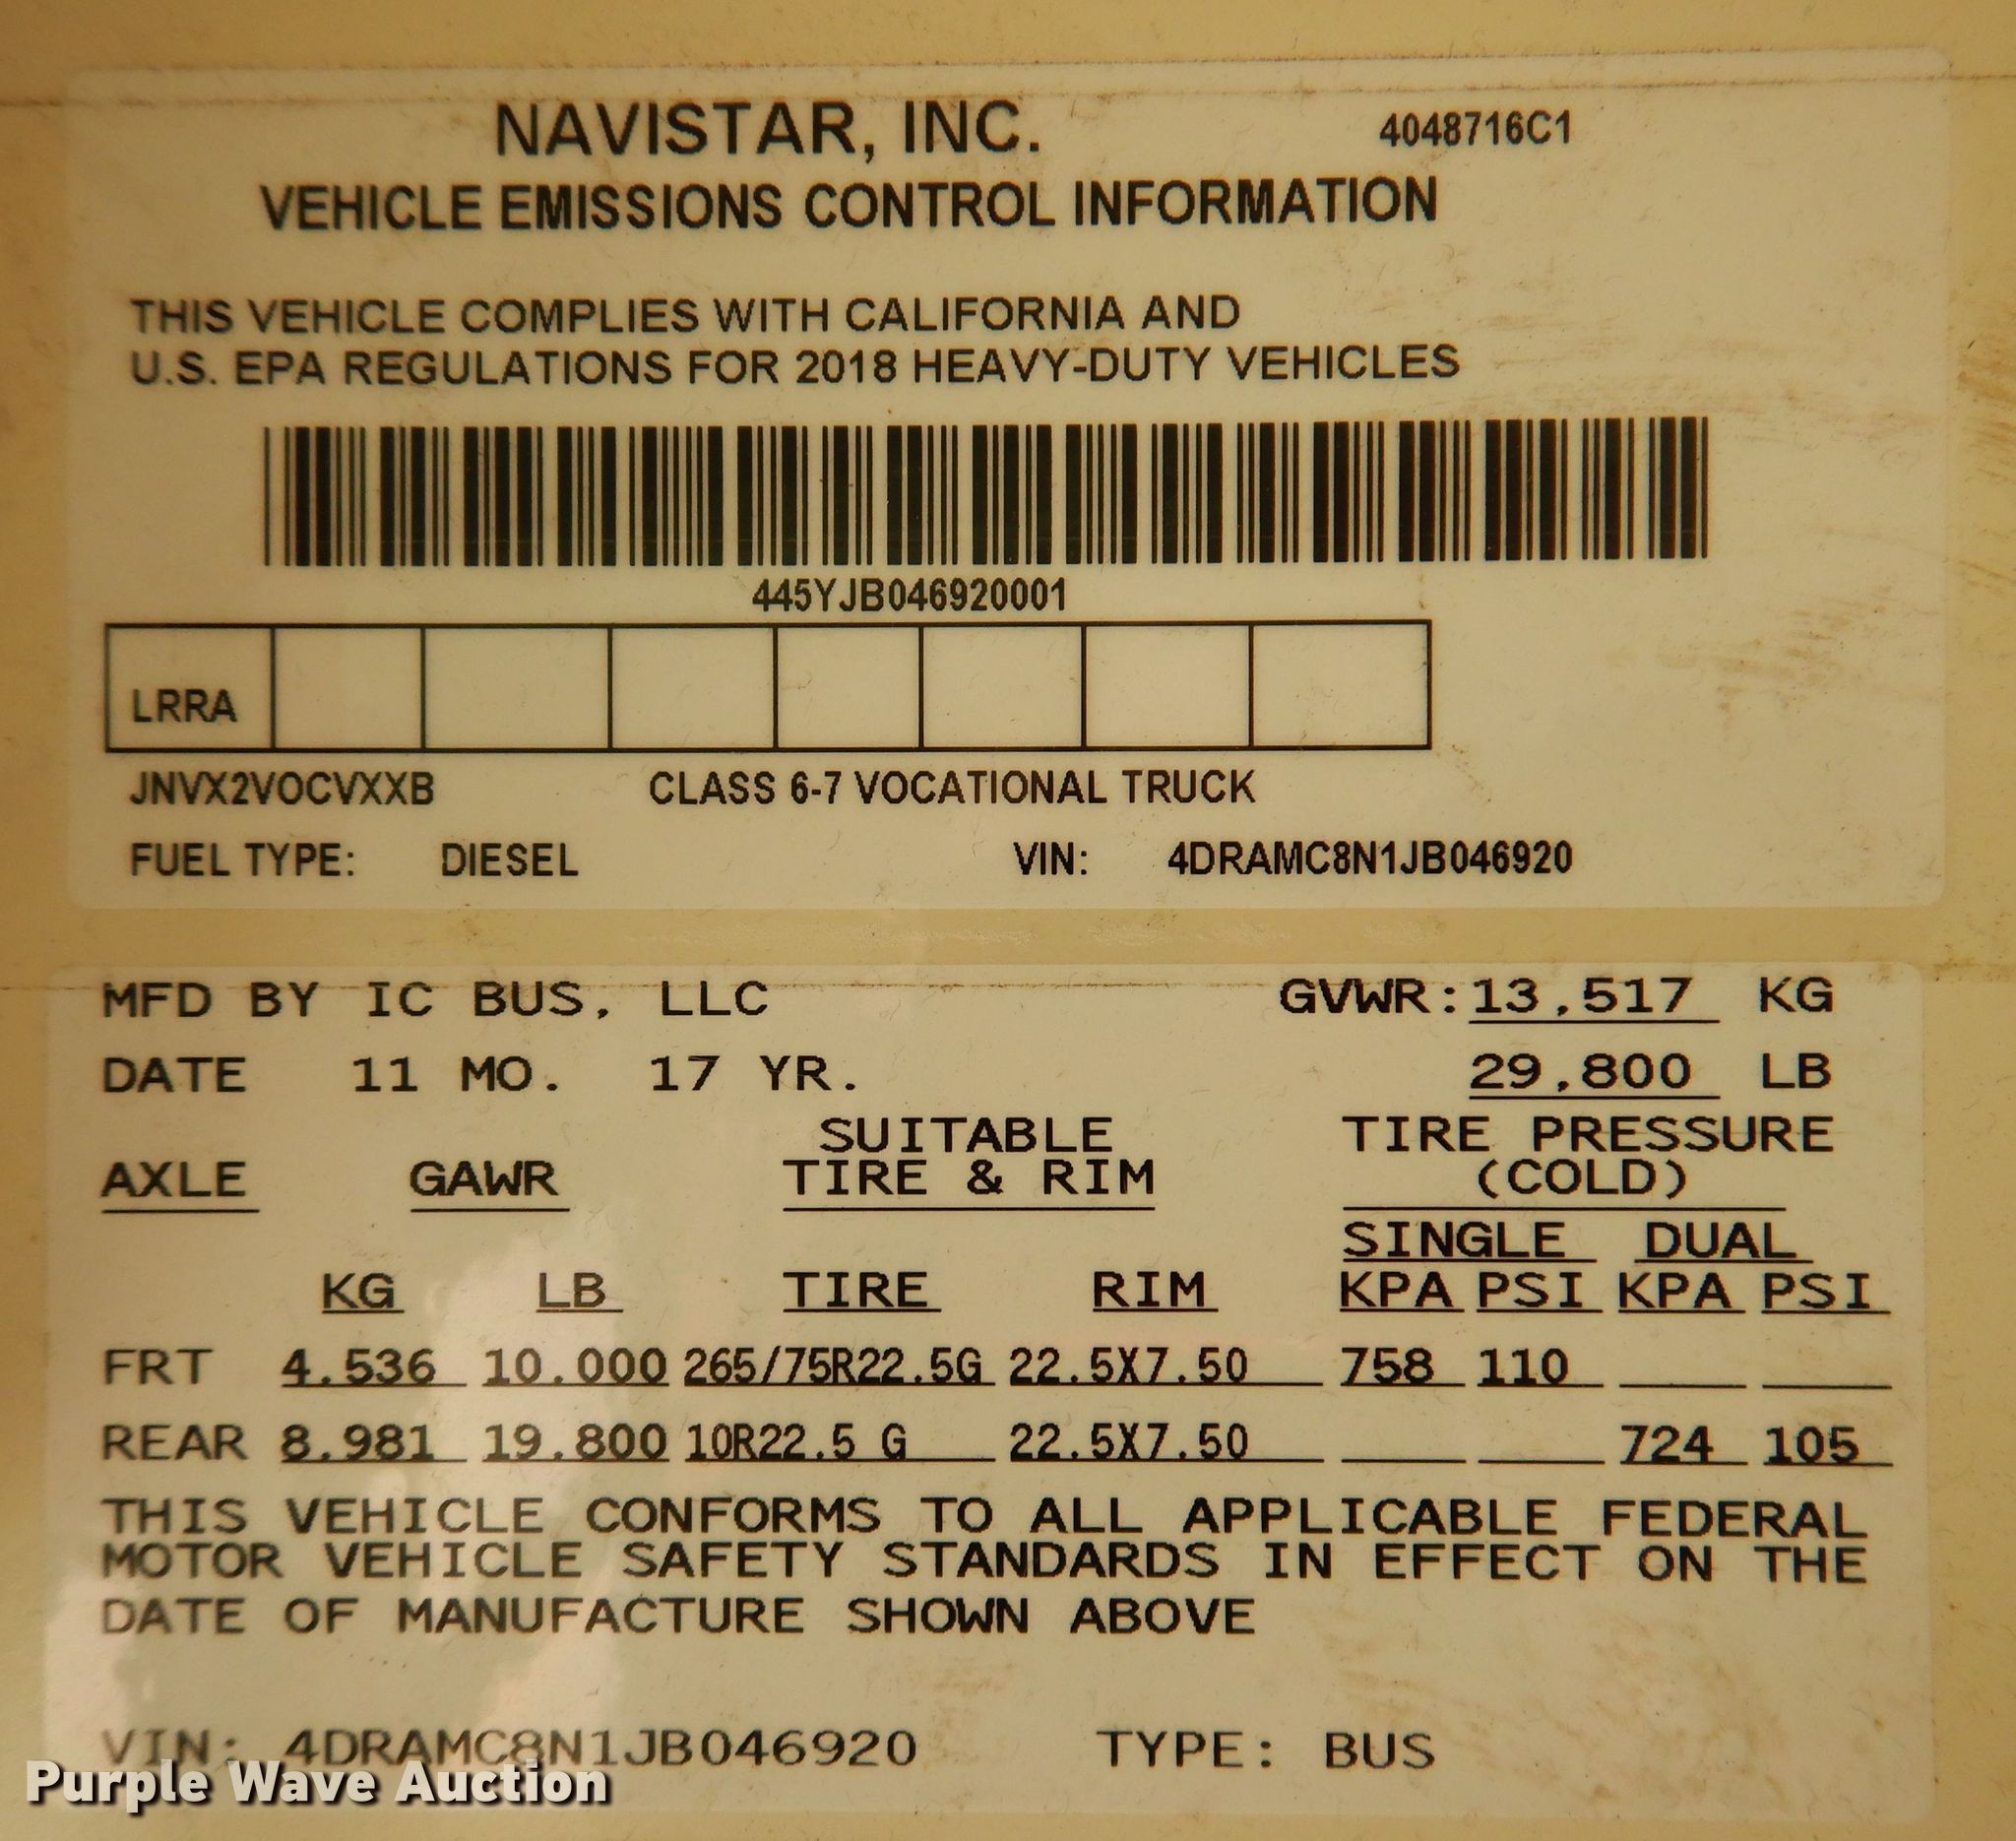 NAVISTAR, INC. 4048716C1
VEHICLE EMISSIONS CONTROL INFORMATION
THIS VEHICLE COMPLIES WITH CALIFORNIA AND
U.S. EPA REGULATIONS FOR 2018 HEAVY-DUTY VEHICLES
445YJB046920001
LRRA
JNVX2VOCVXXB CLASS 6-7 VOCATIONAL TRUCK
FUEL TYPE: DIESEL VIN: 4DRAMC8N1JB046920
MFD BY IC BUS, LLC GVWR: 13,517 KG
DATE 11 MO. 17 YR. 29,800 LB
SUITABLE TIRE PRESSURE
AXLE GAWR TIRE & RIM (COLD)
SINGLE DUAL
KG LB TIRE RIM KPA PSI KPA PSI
FRT 4.536 10.000 265/75R22.5G 22.5X7.50 758 110
REAR 8.981 19.800 10R22.5 G 22.5X7.50 724 105
THIS VEHICLE CONFORMS TO ALL APPLICABLE FEDERAL
MOTOR VEHICLE SAFETY STANDARDS IN EFFECT ON THE
DATE OF MANUFACTURE SHOWN ABOVE
VIN: 4DRAMC8N1JB046920 TYPE: BUS
Purple Wave Auction